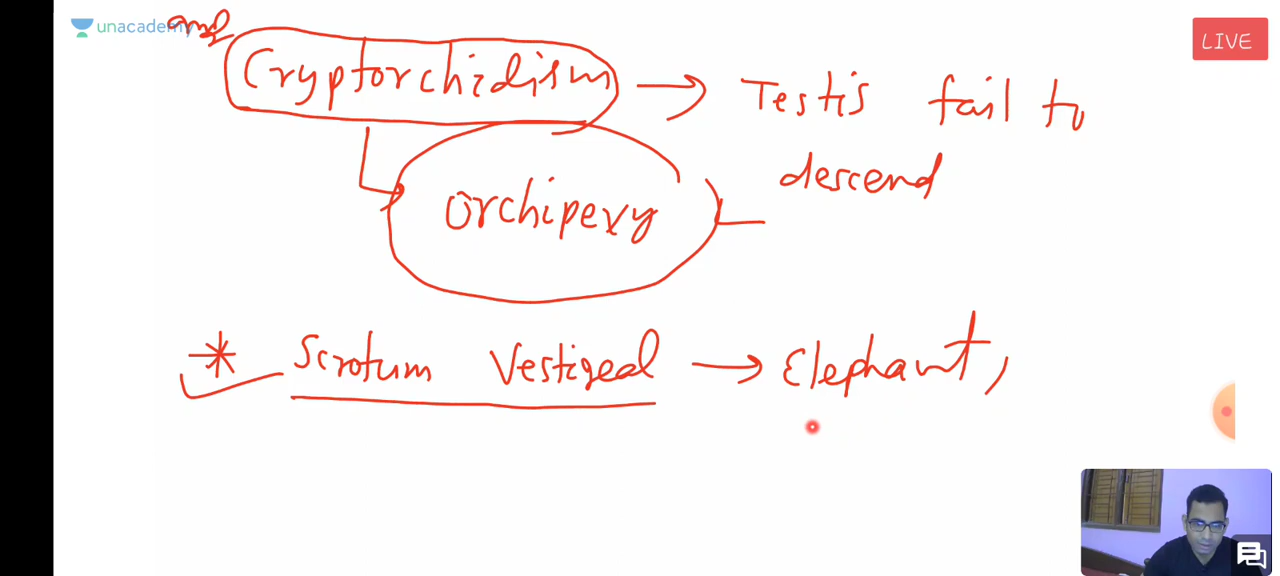 unacademy
LIVE
Cryptorchidism → Testis fail to
descend
Orchipexy
* Scrotum Vestigeal → Elephant,